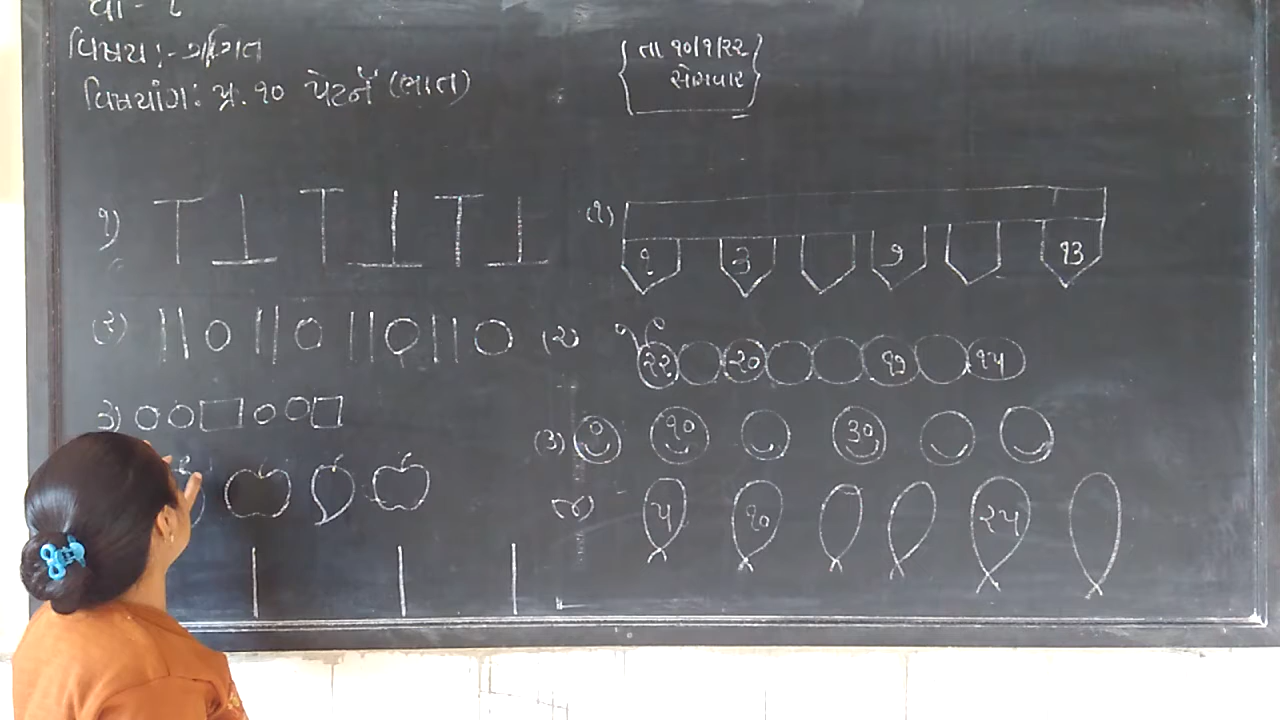 વિષય :- ગણિત
વિષયાંગ : પ્ર. ૧૦ પેટર્ન (ભાત)
તા ૧૦/૧/૨૨
સોમવાર
૧)
(૨)
૩)
(૧)
૧ ૩ ૭ ૧૩
(૨
૨૨ ૨૦ ૧૭ ૧૫
(૩)
૦ ૧૦ ૩૦
૪
૫ ૧૦ ૨૫